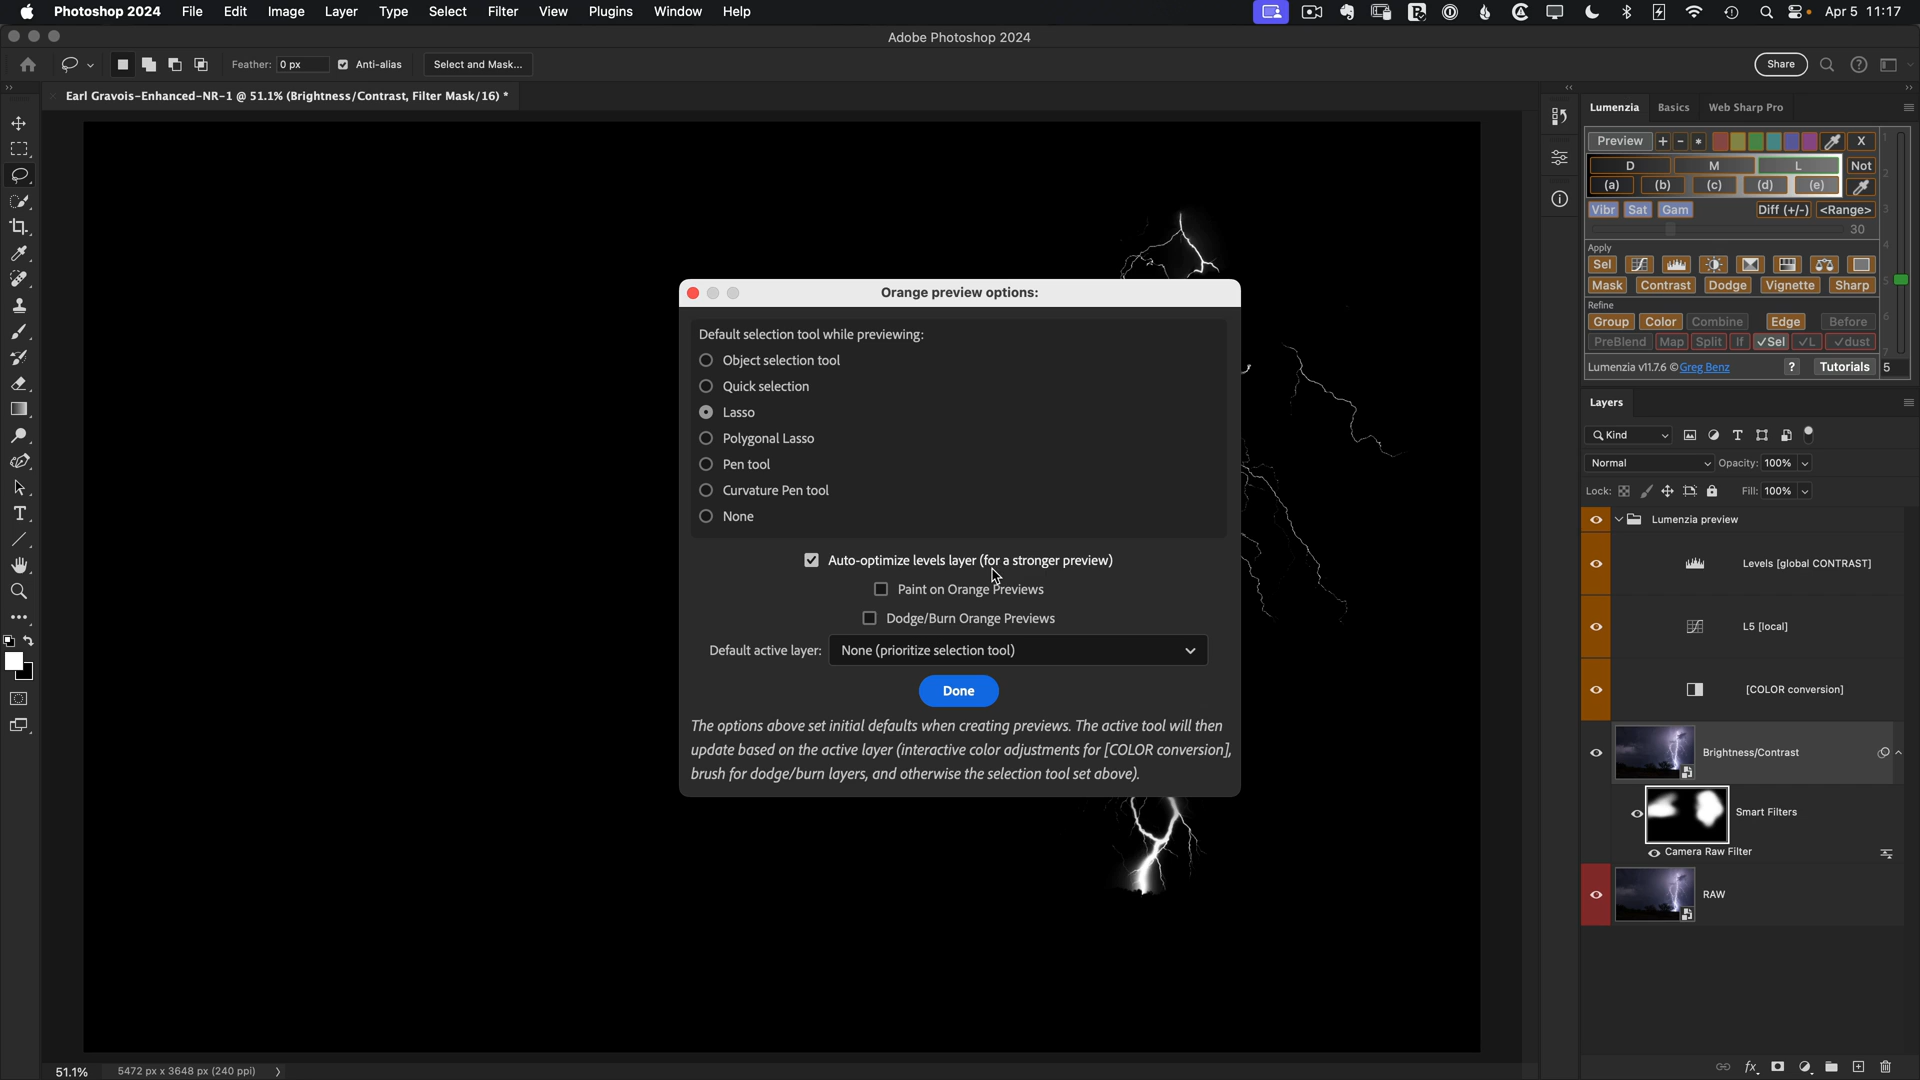 Photoshop 2024 File Edit Image Layer Type Select Filter View Plugins Window Help Apr 5 11:17
Adobe Photoshop 2024
Feather: 0 px Anti-alias Select and Mask... Share
Earl Gravois-Enhanced-NR-1 @ 51.1% (Brightness/Contrast, Filter Mask/16) *
Lumenzia Basics Web Sharp Pro
Preview + - * X
D M L Not
(a) (b) (c) (d) (e)
Vibr Sat Gam Diff (+/-) <Range>
30
Apply
Sel
Mask Contrast Dodge Vignette Sharp
Refine
Group Color Combine Edge Before
PreBlend Map Split If ✓Sel ✓L ✓dust
Lumenzia v11.7.6 © Greg Benz ? Tutorials 5
1
2
3
4
5
6
7
Orange preview options:
Default selection tool while previewing:
Object selection tool
Quick selection
Lasso
Polygonal Lasso
Pen tool
Curvature Pen tool
None
Auto-optimize levels layer (for a stronger preview)
Paint on Orange Previews
Dodge/Burn Orange Previews
Default active layer: None (prioritize selection tool)
Done
The options above set initial defaults when creating previews. The active tool will then
update based on the active layer (interactive color adjustments for [COLOR conversion],
brush for dodge/burn layers, and otherwise the selection tool set above).
Layers
Kind
Normal Opacity: 100%
Lock: Fill: 100%
Lumenzia preview
Levels [global CONTRAST]
L5 [local]
[COLOR conversion]
Brightness/Contrast
Smart Filters
Camera Raw Filter
RAW
51.1% 5472 px x 3648 px (240 ppi)